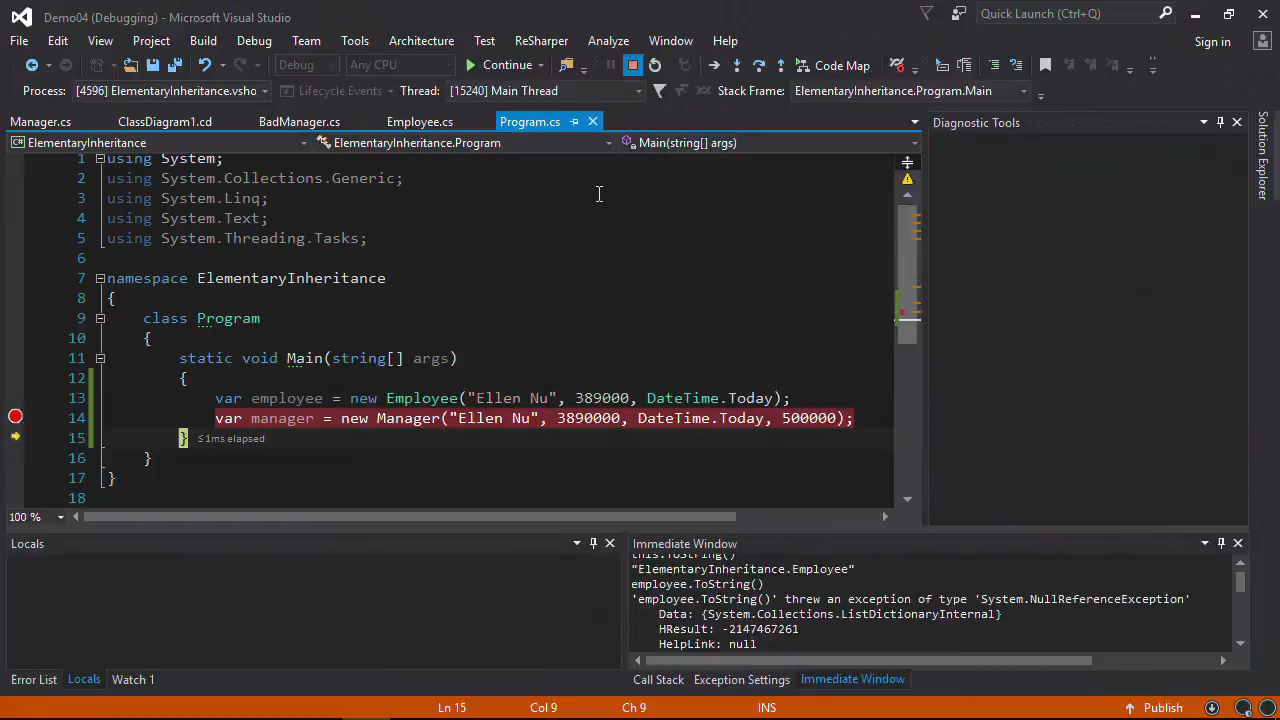 Demo04 (Debugging) - Microsoft Visual Studio
Quick Launch (Ctrl+Q)
File Edit View Project Build Debug Team Tools Architecture Test ReSharper Analyze Window Help
Sign in
Debug Any CPU Continue Code Map
Process: [4596] ElementaryInheritance.vsho Lifecycle Events Thread: [15240] Main Thread Stack Frame: ElementaryInheritance.Program.Main
Manager.cs ClassDiagram1.cd BadManager.cs Employee.cs Program.cs
Diagnostic Tools
Solution Explorer
ElementaryInheritance ElementaryInheritance.Program Main(string[] args)
1 using System;
2 using System.Collections.Generic;
3 using System.Linq;
4 using System.Text;
5 using System.Threading.Tasks;
6
7 namespace ElementaryInheritance
8 {
9 class Program
10 {
11 static void Main(string[] args)
12 {
13 var employee = new Employee("Ellen Nu", 389000, DateTime.Today);
14 var manager = new Manager("Ellen Nu", 3890000, DateTime.Today, 500000);
15 } ≤1ms elapsed
16 }
17 }
18
100 %
Locals
Immediate Window
this.ToString()
"ElementaryInheritance.Employee"
employee.ToString()
'employee.ToString()' threw an exception of type 'System.NullReferenceException'
Data: {System.Collections.ListDictionaryInternal}
HResult: -2147467261
HelpLink: null
Error List Locals Watch 1
Call Stack Exception Settings Immediate Window
Ln 15 Col 9 Ch 9 INS Publish